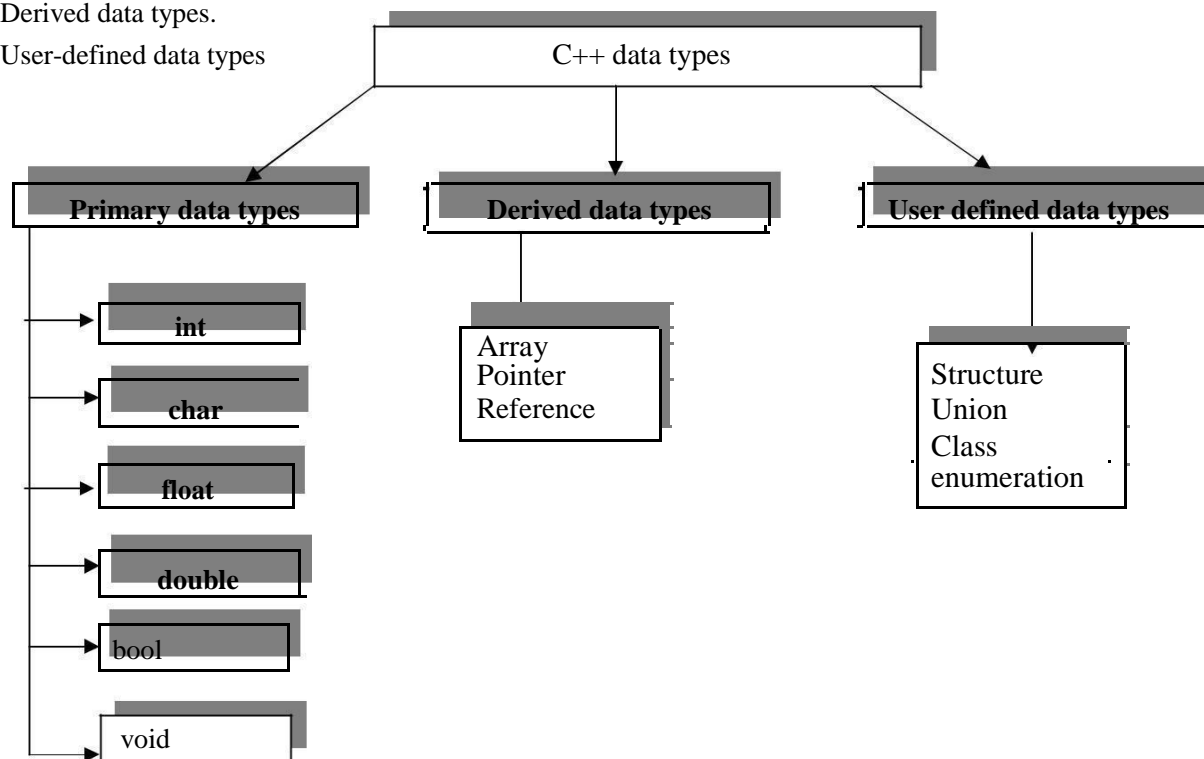 Derived data types.
User-defined data types
C++ data types
Primary data types
Derived data types
User defined data types
int
char
float
double
bool
void
Array
Pointer
Reference
Structure
Union
Class
enumeration